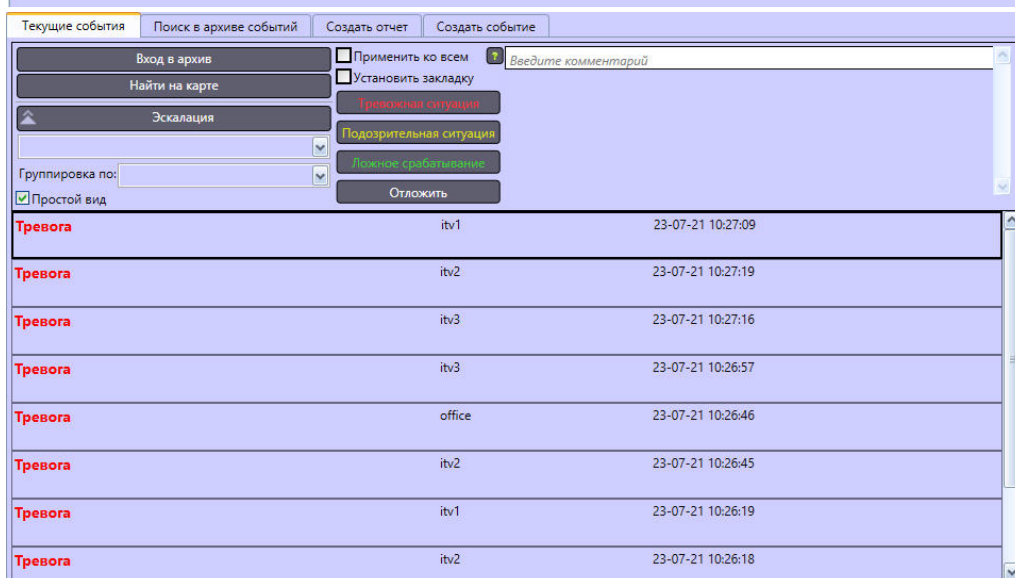 Текущие события Поиск в архиве событий Создать отчет Создать событие
Вход в архив Применить ко всем ? Введите комментарий
Найти на карте Установить закладку
Тревожная ситуация
Эскалация
Подозрительная ситуация
Ложное срабатывание
Группировка по:
Отложить
Простой вид
Тревога itv1 23-07-21 10:27:09
Тревога itv2 23-07-21 10:27:19
Тревога itv3 23-07-21 10:27:16
Тревога itv3 23-07-21 10:26:57
Тревога office 23-07-21 10:26:46
Тревога itv2 23-07-21 10:26:45
Тревога itv1 23-07-21 10:26:19
Тревога itv2 23-07-21 10:26:18